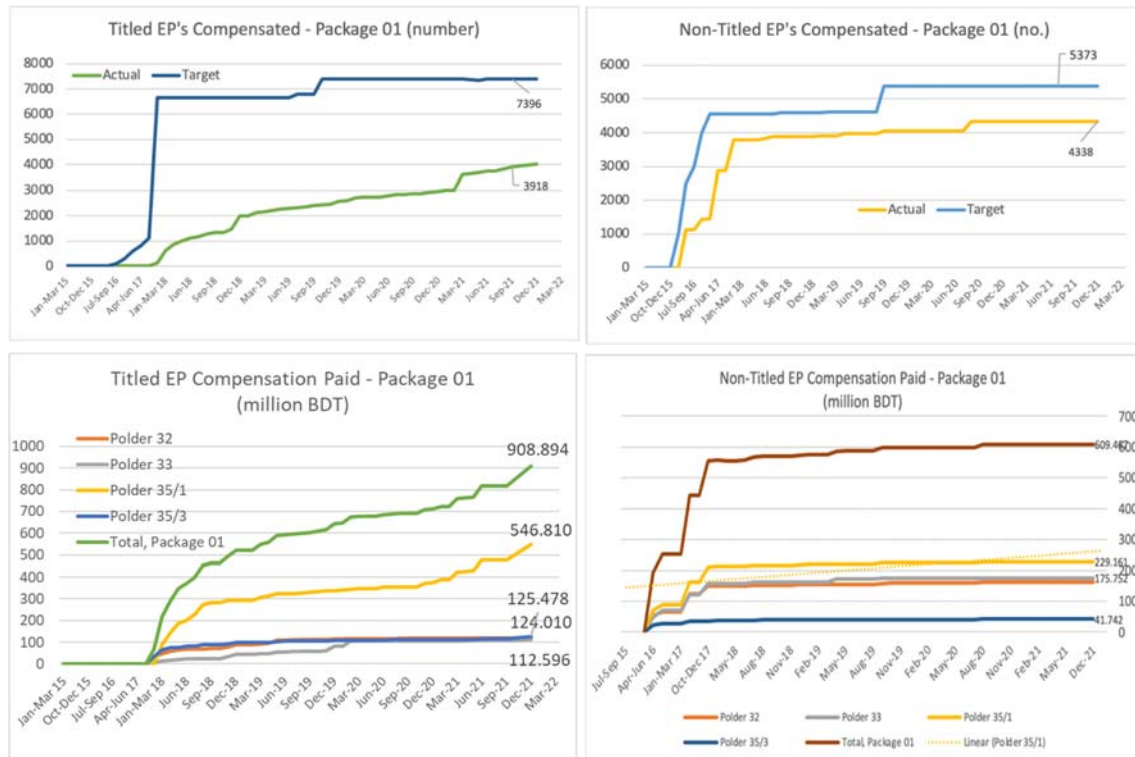 Titled EP's Compensated - Package 01 (number)
8000
7000
6000
5000
4000
3000
2000
1000
0
Actual
Target
7396
3918
Jan-Mar 15
Oct-Dec 15
Jul-Sep 16
Apr-Jun 17
Jan-Mar 18
Jun-18
Sep-18
Dec-18
Mar-19
Jun-19
Sep-19
Dec-19
Mar-20
Jun-20
Sep-20
Dec-20
Mar-21
Jun-21
Sep-21
Dec-21
Mar-22
Non-Titled EP's Compensated - Package 01 (no.)
6000
5000
4000
3000
2000
1000
0
5373
4338
Actual
Target
Jan-Mar 15
Oct-Dec 15
Jul-Sep 16
Apr-Jun 17
Jan-Mar 18
Jun-18
Sep-18
Dec-18
Mar-19
Jun-19
Sep-19
Dec-19
Mar-20
Jun-20
Sep-20
Dec-20
Mar-21
Jun-21
Sep-21
Dec-21
Mar-22
Titled EP Compensation Paid - Package 01
(million BDT)
Polder 32
Polder 33
Polder 35/1
Polder 35/3
Total, Package 01
1000
900
800
700
600
500
400
300
200
100
0
908.894
546.810
125.478
124.010
112.596
Jan-Mar 15
Oct-Dec 15
Jul-Sep 16
Apr-Jun 17
Jan-Mar 18
Jun-18
Sep-18
Dec-18
Mar-19
Jun-19
Sep-19
Dec-19
Mar-20
Jun-20
Sep-20
Dec-20
Mar-21
Jun-21
Sep-21
Dec-21
Mar-22
Non-Titled EP Compensation Paid - Package 01
(million BDT)
700
600
500
400
300
200
100
0
229.161
175.752
41.742
Jul-Sep 15
Apr-Jun 16
Jan-Mar 17
Oct-Dec 17
May-18
Aug-18
Nov-18
Feb-19
May-19
Aug-19
Nov-19
Feb-20
May-20
Aug-20
Nov-20
Feb-21
May-21
Dec-21
Polder 32
Polder 33
Polder 35/1
Polder 35/3
Total, Package 01
Linear (Polder 35/1)